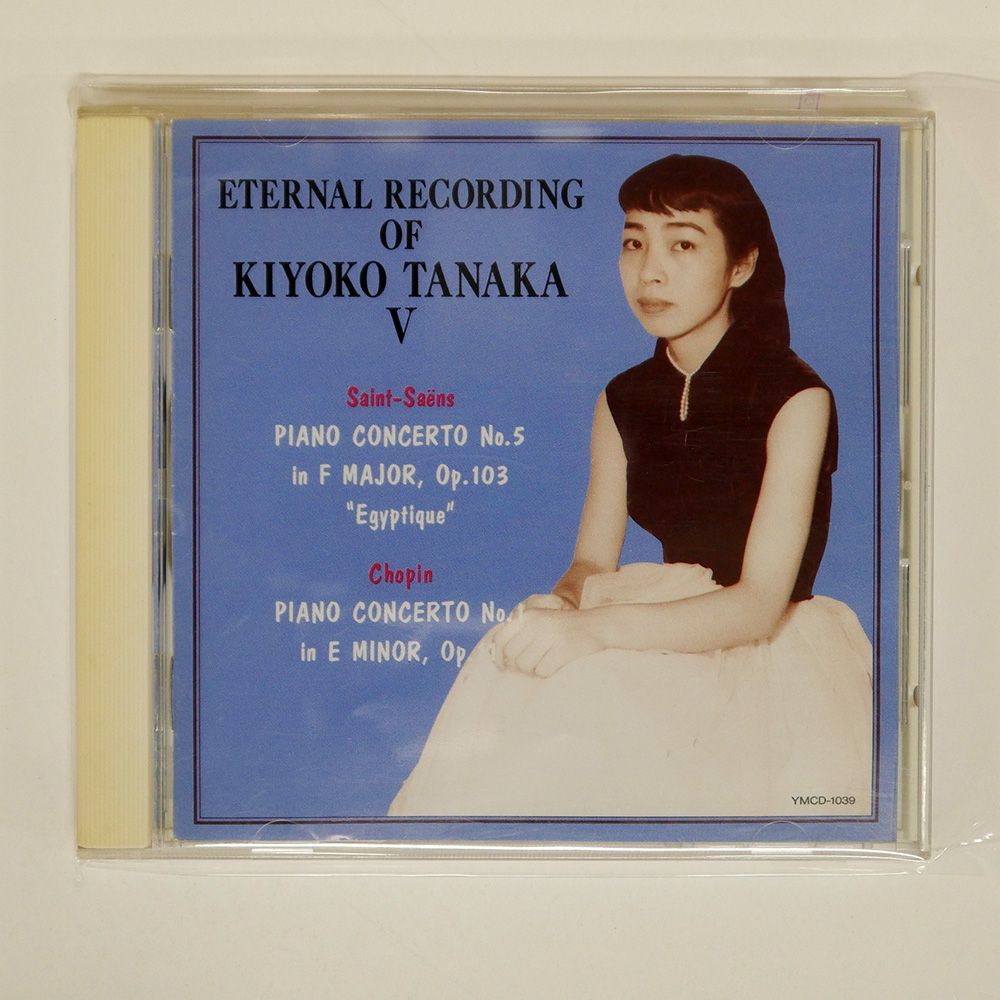 ETERNAL RECORDING
OF
KIYOKO TANAKA
V
Saint-Saëns
PIANO CONCERTO No.5
in F MAJOR, Op.103
"Egyptique"
Chopin
PIANO CONCERTO No.1
in E MINOR, Op
YMCD-1039